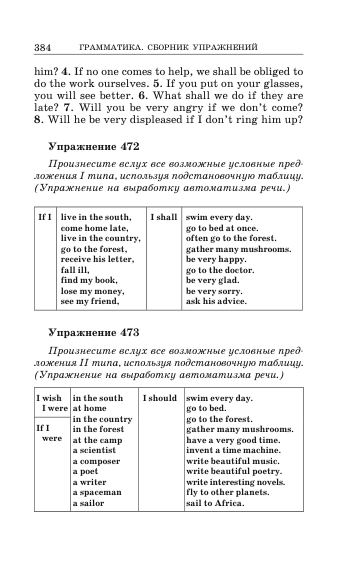 384 ГРАММАТИКА. СБОРНИК УПРАЖНЕНИЙ
him? 4. If no one comes to help, we shall be obliged to
do the work ourselves. 5. If you put on your glasses,
you will see better. 6. What shall we do if they are
late? 7. Will you be very angry if we don't come?
8. Will he be very displeased if I don't ring him up?
Упражнение 472
Произнесите вслух все возможные условные пред-
ложения I типа, используя подстановочную таблицу.
(Упражнение на выработку автоматизма речи.)
If I live in the south, I shall swim every day.
come home late, go to bed at once.
live in the country, often go to the forest.
go to the forest, gather many mushrooms.
receive his letter, be very happy.
fall ill, go to the doctor.
find my book, be very glad.
lose my money, be very sorry.
see my friend, ask his advice.
Упражнение 473
Произнесите вслух все возможные условные пред-
ложения II типа, используя подстановочную таблицу.
(Упражнение на выработку автоматизма речи.)
I wish in the south I should swim every day.
I were at home go to bed.
in the country go to the forest.
If I in the forest gather many mushrooms.
were at the camp have a very good time.
a scientist invent a time machine.
a composer write beautiful music.
a poet write beautiful poetry.
a writer write interesting novels.
a spaceman fly to other planets.
a sailor sail to Africa.